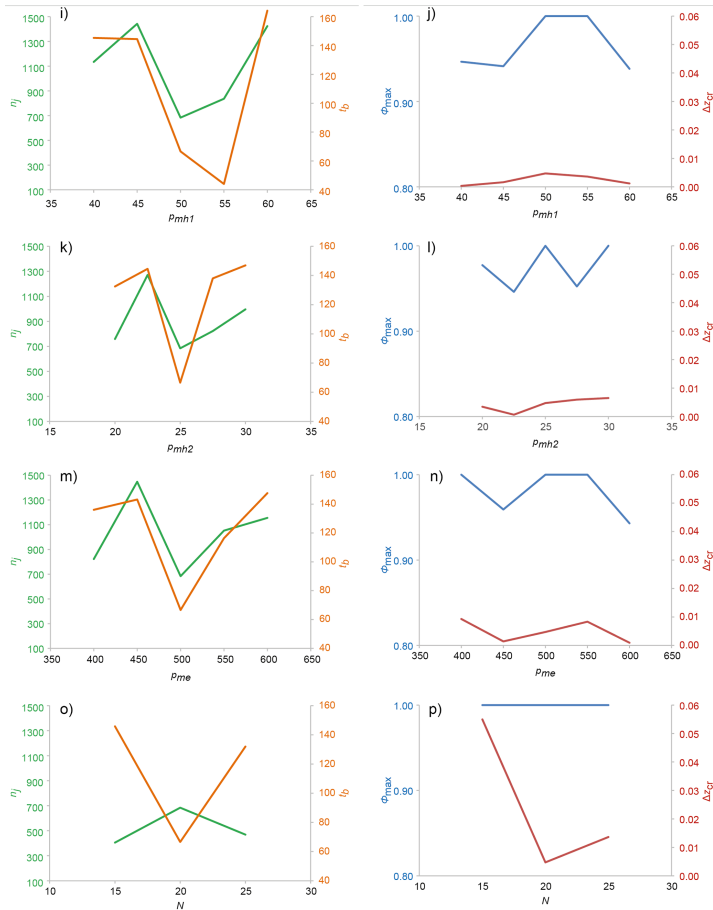 i)
1500
1300
1100
900
700
500
300
100
n_j
160
140
120
100
80
60
40
t_b
35 40 45 50 55 60 65
p_mh1
j)
1.00
0.90
0.80
Φ_max
0.06
0.05
0.04
0.03
0.02
0.01
0.00
Δz_cr
35 40 45 50 55 60 65
p_mh1
k)
1500
1300
1100
900
700
500
300
100
n_j
160
140
120
100
80
60
40
t_b
15 20 25 30 35
p_mh2
l)
1.00
0.90
0.80
Φ_max
0.06
0.05
0.04
0.03
0.02
0.01
0.00
Δz_cr
15 20 25 30 35
p_mh2
m)
1500
1300
1100
900
700
500
300
100
n_j
160
140
120
100
80
60
40
t_b
350 400 450 500 550 600 650
p_me
n)
1.00
0.90
0.80
Φ_max
0.06
0.05
0.04
0.03
0.02
0.01
0.00
Δz_cr
350 400 450 500 550 600 650
p_me
o)
1500
1300
1100
900
700
500
300
100
n_j
160
140
120
100
80
60
40
t_b
10 15 20 25 30
N
p)
1.00
0.90
0.80
Φ_max
0.06
0.05
0.04
0.03
0.02
0.01
0.00
Δz_cr
10 15 20 25 30
N